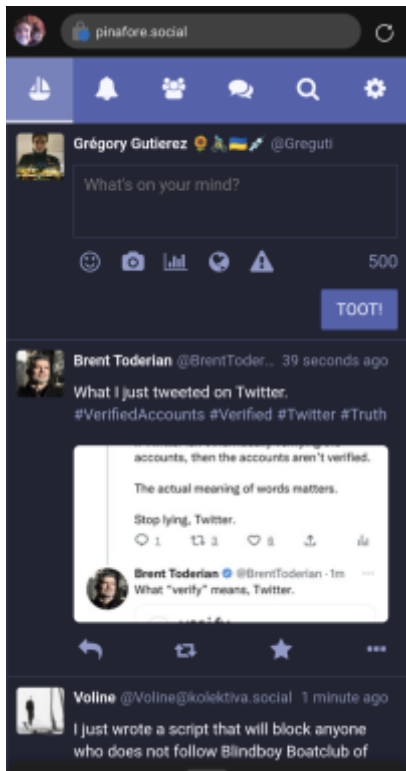 pinafore.social
Grégory Gutierez 🌻🚴🇺🇦💉 @Greguti
What's on your mind?
500
TOOT!
Brent Toderian @BrentToder... 39 seconds ago
What I just tweeted on Twitter.
#VerifiedAccounts #Verified #Twitter #Truth
accounts, then the accounts aren't verified.
The actual meaning of words matters.
Stop lying, Twitter.
1 2 8
Brent Toderian @BrentToderian · 1m
What "verify" means, Twitter.
Voline @Voline@kolektiva.social 1 minute ago
I just wrote a script that will block anyone
who does not follow Blindboy Boatclub of